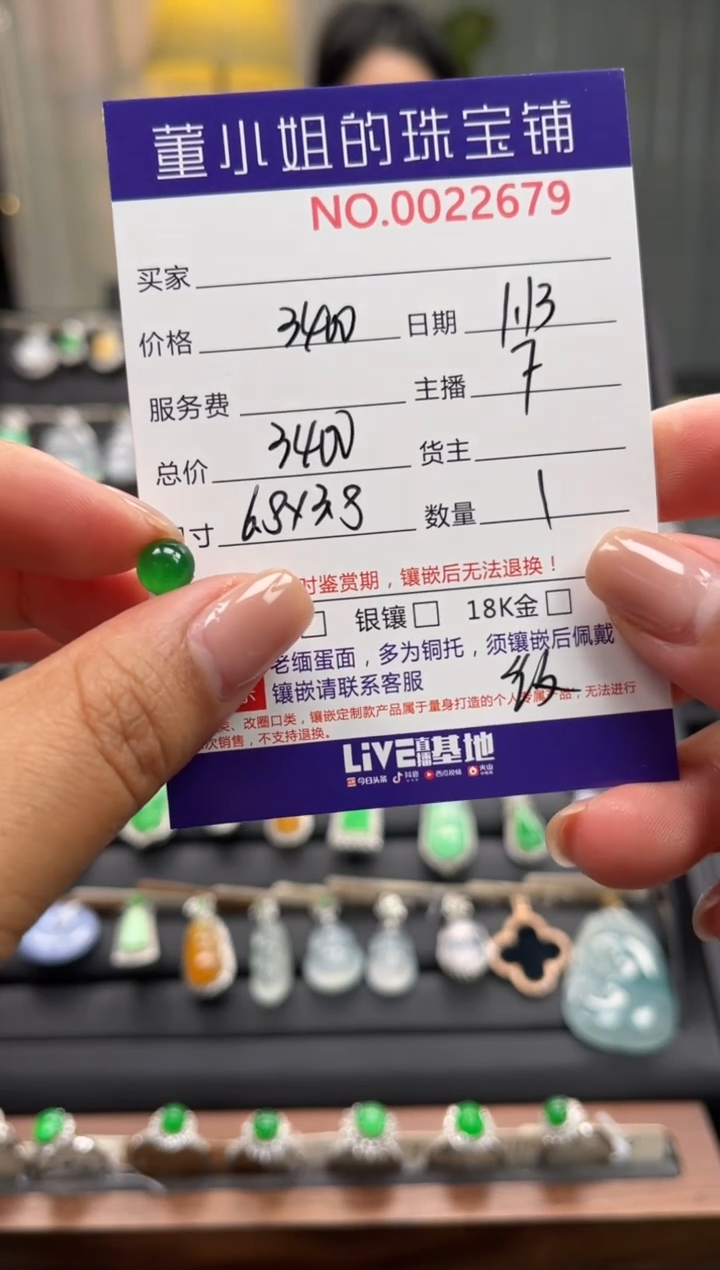 董小姐的珠宝铺
NO.0022679
买家
价格 3400 日期 1.13
服务费 主播 7
总价 3400 货主
寸 6.8x3.8 数量 1
时鉴赏期，镶嵌后无法退换！
银镶 18K金
老缅蛋面，多为铜托，须镶嵌后佩戴
镶嵌请联系客服
类、改圈口类，镶嵌定制款产品属于量身打造的个人专属产品，无法进行
次销售，不支持退换。
LiVE直播基地
今日头条 抖音 西瓜视频 火山